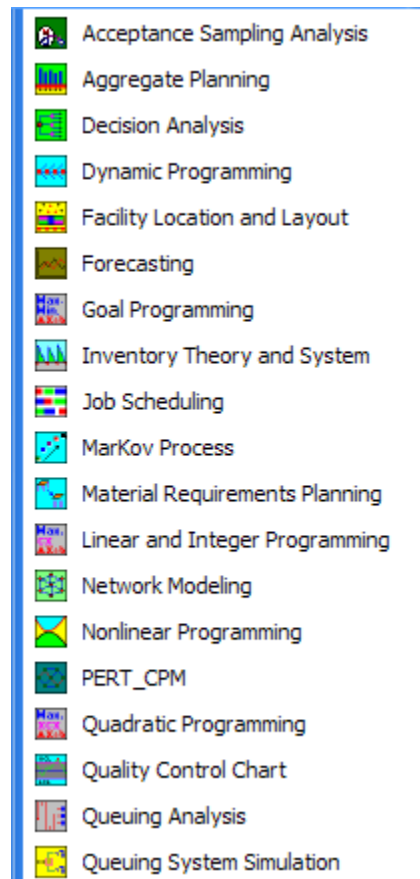 Acceptance Sampling Analysis
Aggregate Planning
Decision Analysis
Dynamic Programming
Facility Location and Layout
Forecasting
Goal Programming
Inventory Theory and System
Job Scheduling
MarKov Process
Material Requirements Planning
Linear and Integer Programming
Network Modeling
Nonlinear Programming
PERT_CPM
Quadratic Programming
Quality Control Chart
Queuing Analysis
Queuing System Simulation